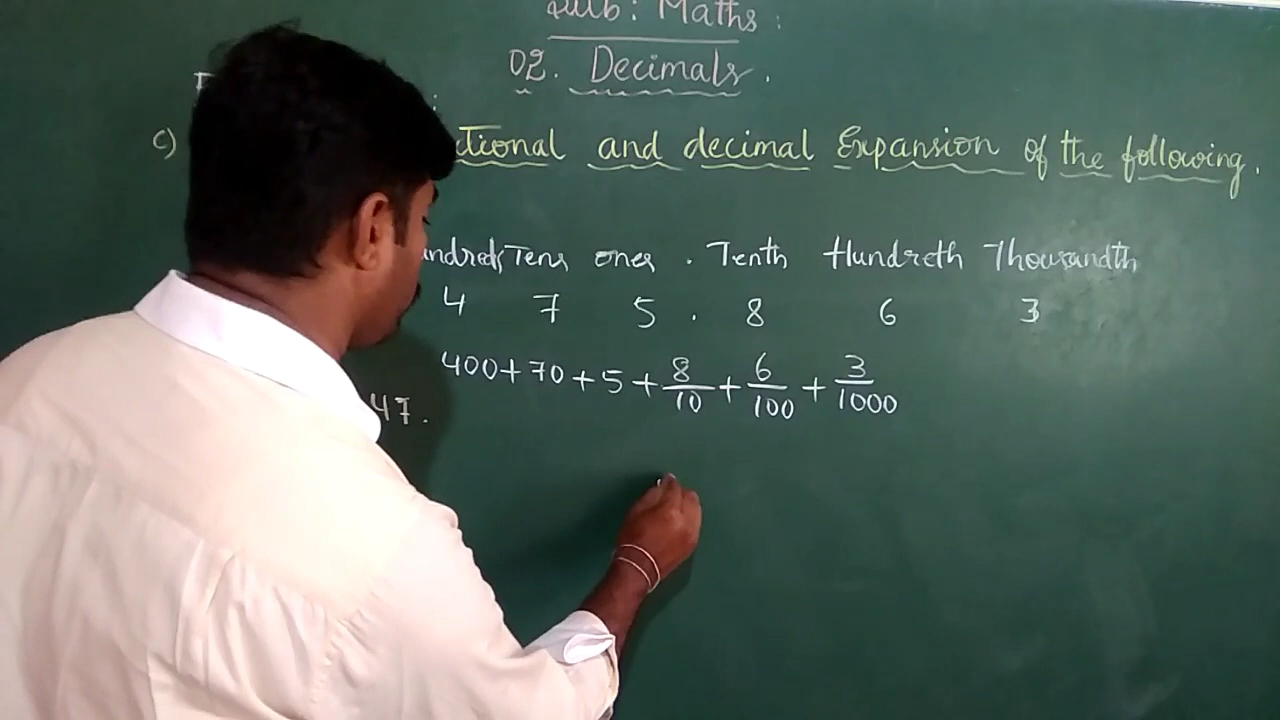 : Maths :
02. Decimals.
c) ctional and decimal Expansion of the following.
undreds Tens ones . Tenth Hundreth Thousandth
4 7 5 . 8 6 3
400+70+5+8/10+6/100+3/1000
47.